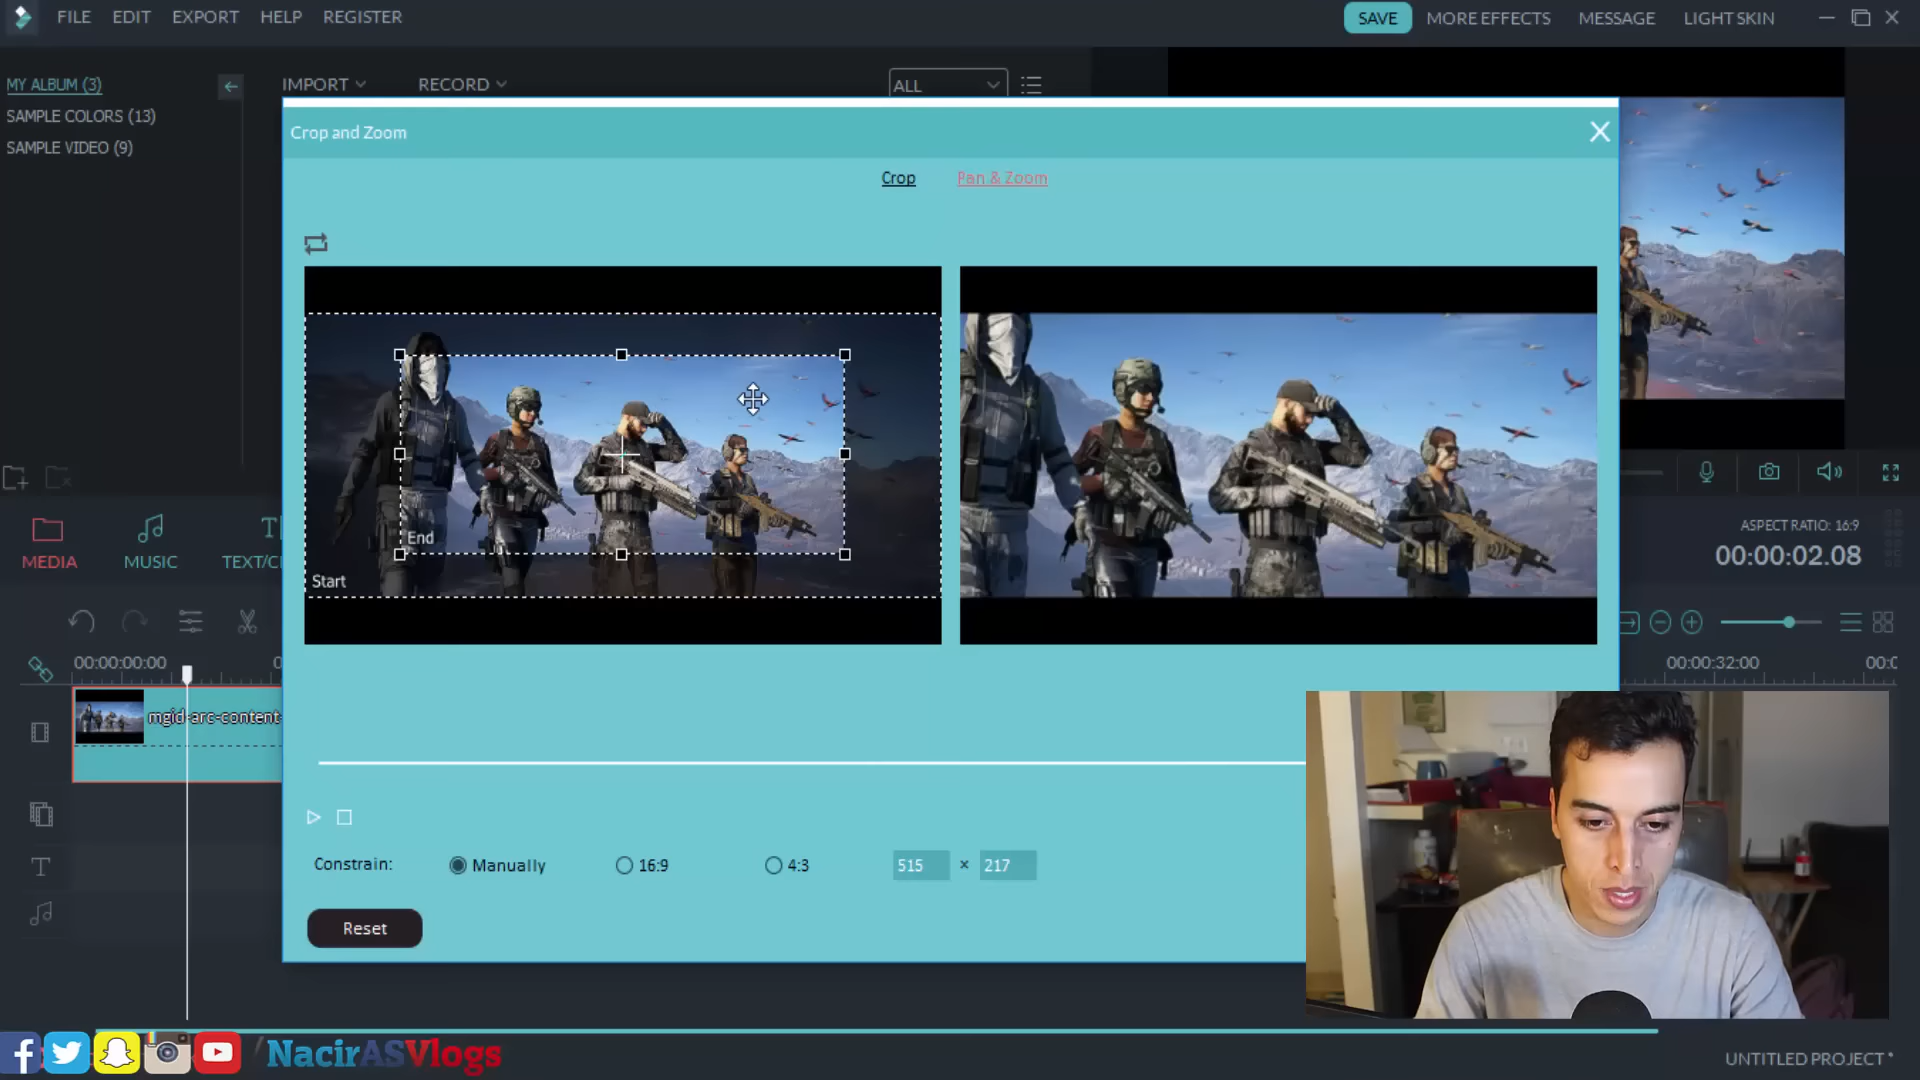 FILE EDIT EXPORT HELP REGISTER
SAVE MORE EFFECTS MESSAGE LIGHT SKIN
MY ALBUM (3)
SAMPLE COLORS (13)
SAMPLE VIDEO (9)
IMPORT RECORD ALL
Crop and Zoom
Crop Pan & Zoom
End
Start
MEDIA MUSIC TEXT/C
ASPECT RATIO: 16:9
00:00:02.08
00:00:00:00
00:00:32:00
mgid-arc-content-
Constrain: Manually 16:9 4:3 515 × 217
Reset
NacirASVlogs
UNTITLED PROJECT *